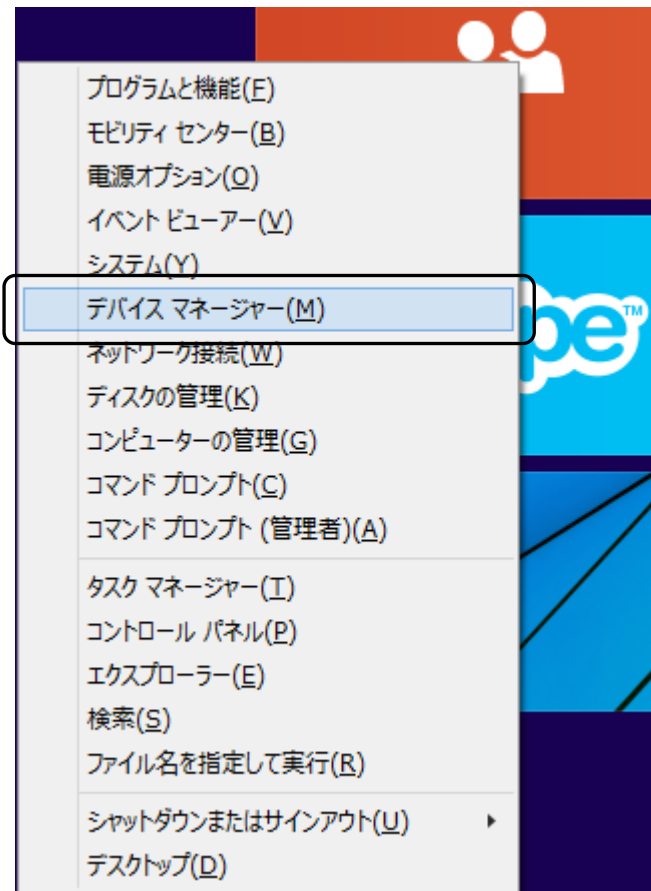 プログラムと機能(F)
モビリティ センター(B)
電源オプション(O)
イベント ビューアー(V)
システム(Y)
デバイス マネージャー(M)
ネットワーク接続(W)
pe™
ディスクの管理(K)
コンピューターの管理(G)
コマンド プロンプト(C)
コマンド プロンプト (管理者)(A)
タスク マネージャー(T)
コントロール パネル(P)
エクスプローラー(E)
検索(S)
ファイル名を指定して実行(R)
シャットダウンまたはサインアウト(U)
デスクトップ(D)